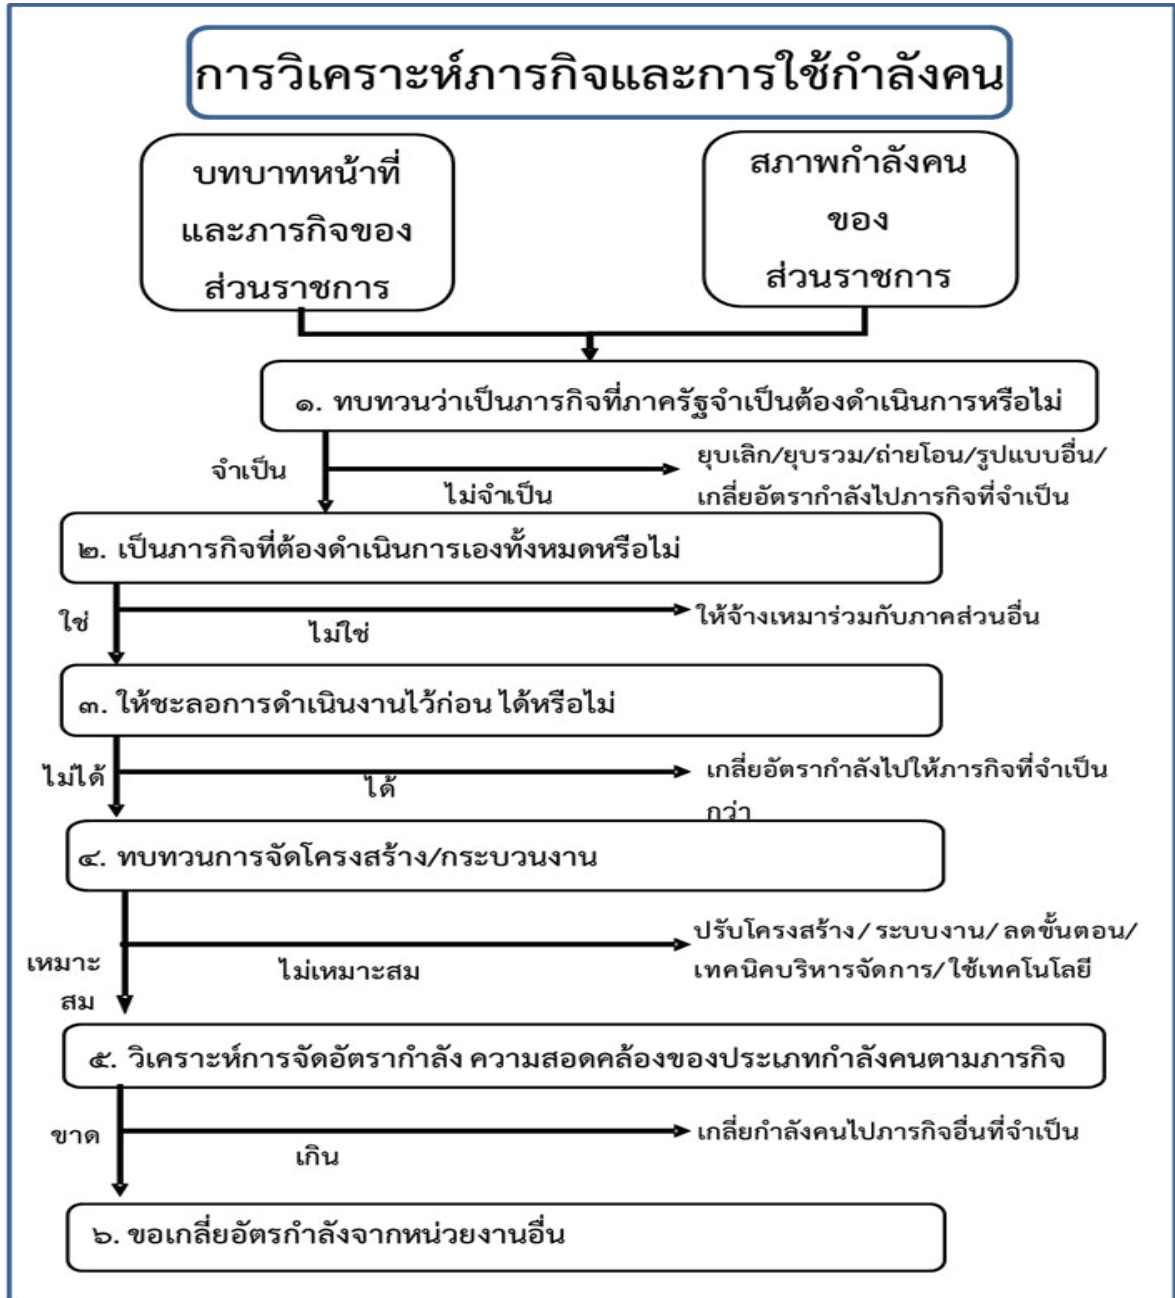 การวิเคราะห์ภารกิจและการใช้กำลังคน
บทบาทหน้าที่
และภารกิจของ
ส่วนราชการ
สภาพกำลังคน
ของ
ส่วนราชการ
๑. ทบทวนว่าเป็นภารกิจที่ภาครัฐจำเป็นต้องดำเนินการหรือไม่
จำเป็น
ไม่จำเป็น
ยุบเลิก/ยุบรวม/ถ่ายโอน/รูปแบบอื่น/
เกลี่ยอัตรากำลังไปภารกิจที่จำเป็น
๒. เป็นภารกิจที่ต้องดำเนินการเองทั้งหมดหรือไม่
ใช่
ไม่ใช่
ให้จ้างเหมาร่วมกับภาคส่วนอื่น
๓. ให้ชะลอการดำเนินงานไว้ก่อน ได้หรือไม่
ไม่ได้
ได้
เกลี่ยอัตรากำลังไปให้ภารกิจที่จำเป็น
กว่า
๔. ทบทวนการจัดโครงสร้าง/กระบวนงาน
เหมาะ
สม
ไม่เหมาะสม
ปรับโครงสร้าง/ ระบบงาน/ ลดขั้นตอน/
เทคนิคบริหารจัดการ/ ใช้เทคโนโลยี
๕. วิเคราะห์การจัดอัตรากำลัง ความสอดคล้องของประเภทกำลังคนตามภารกิจ
ขาด
เกิน
เกลี่ยกำลังคนไปภารกิจอื่นที่จำเป็น
๖. ขอเกลี่ยอัตรกำลังจากหน่วยงานอื่น